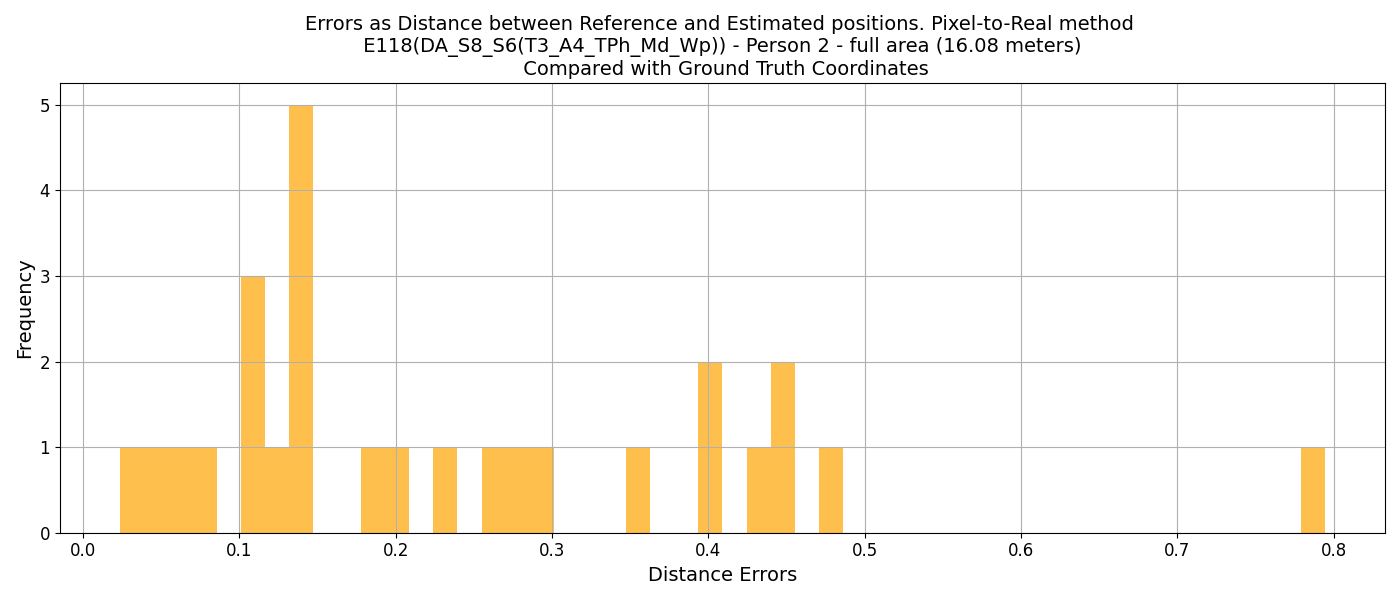 Errors as Distance between Reference and Estimated positions. Pixel-to-Real method
E118(DA_S8_S6(T3_A4_TPh_Md_Wp)) - Person 2 - full area (16.08 meters)
Compared with Ground Truth Coordinates
Frequency
5
4
3
2
1
0
0.0 0.1 0.2 0.3 0.4 0.5 0.6 0.7 0.8
Distance Errors